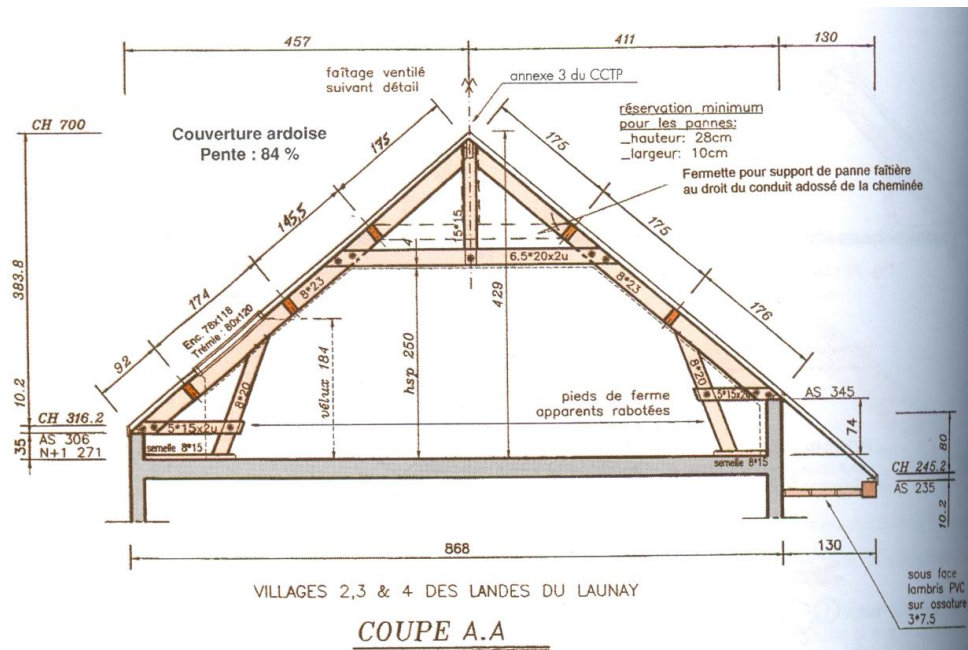 457
411
130
faîtage ventilé
suivant détail
annexe 3 du CCTP
CH 700
Couverture ardoise
Pente : 84 %
réservation minimum
pour les pannes:
_hauteur: 28cm
_largeur: 10cm
Fermette pour support de panne faîtière
au droit du conduit adossé de la cheminée
175
175
145,5
175
174
176
92
383.8
15*15
6.5*20x2u
8*23
8*23
429
Enc. 78x118
Trémie : 80x120
vélux 184
hsp 250
8*20
8*20
pieds de ferme
apparents rabotées
10.2
CH 316.2
AS 306
N+1 271
35
5*15x2u
5*15x2u
semelle 8*15
semelle 8*15
AS 345
74
80
CH 245.2
AS 235
10.2
868
130
VILLAGES 2,3 & 4 DES LANDES DU LAUNAY
COUPE A.A
sous face
lambris PVC
sur ossature
3*7.5